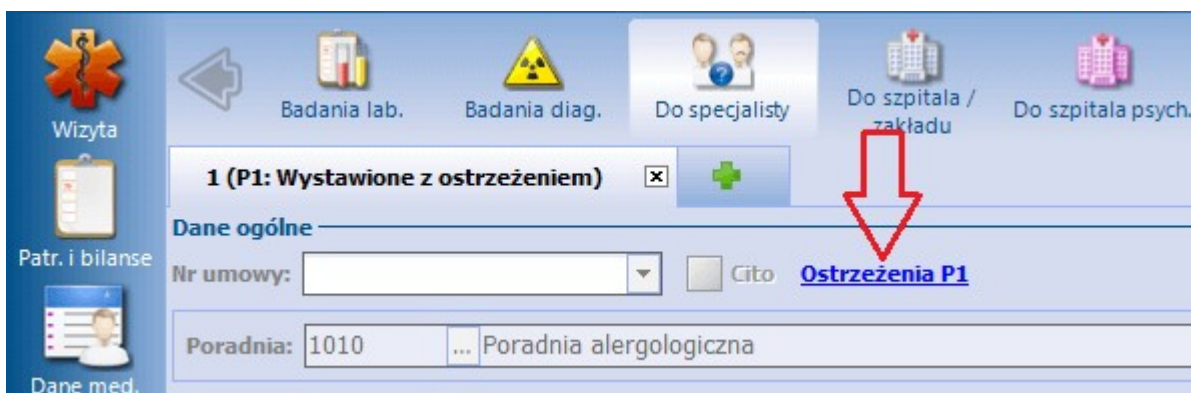 Wizyta
Badania lab.
Badania diag.
Do specjalisty
Do szpitala /
zakładu
Do szpitala psych.
1 (P1: Wystawione z ostrzeżeniem)
Dane ogólne
Patr. i bilanse
Nr umowy:
Cito
Ostrzeżenia P1
Poradnia: 1010 ... Poradnia alergologiczna
Dane med.